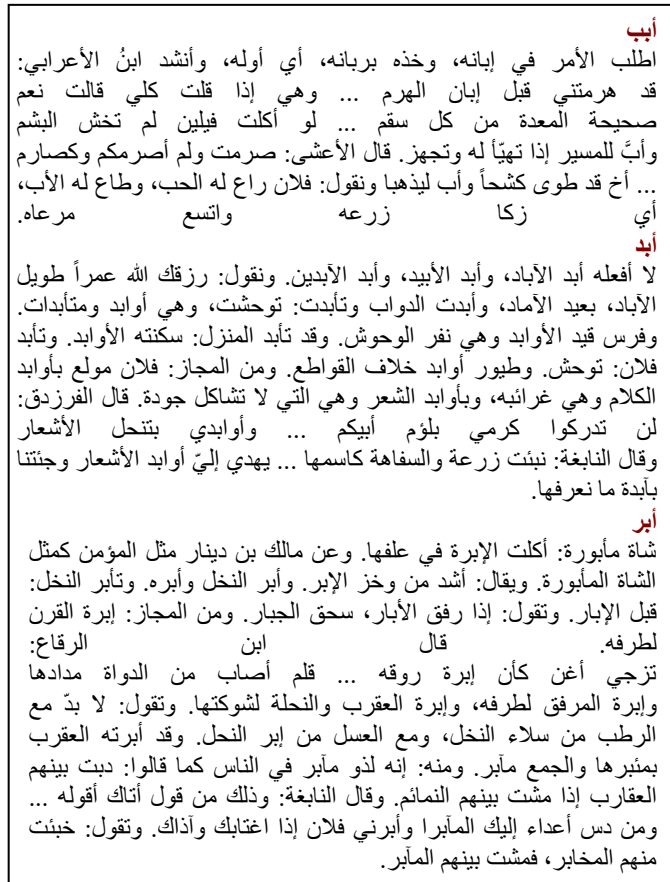 أبب
اطلب الأمر في إبانه، وخذه بربانه، أي أوله، وأنشد ابنُ الأعرابي:
قد هرمتني قبل إبان الهرم ... وهي إذا قلت كلي قالت نعم
صحيحة المعدة من كل سقم ... لو أكلت فيلين لم تخش البشم
وأبَّ للمسير إذا تهيّأ له وتجهز. قال الأعشى: صرمت ولم أصرمكم وكصارم
... أخ قد طوى كشحاً وأب ليذهبا ونقول: فلان راع له الحب، وطاع له الأب،
أي زكا زرعه واتسع مرعاه.
أبد
لا أفعله أبد الآباد، وأبد الأبيد، وأبد الآبدين. ونقول: رزقك الله عمراً طويل
الآباد، بعيد الآماد، وأبدت الدواب وتأبدت: توحشت، وهي أوابد ومتأبدات.
وفرس قيد الأوابد وهي نفر الوحوش. وقد تأبد المنزل: سكنته الأوابد. وتأبد
فلان: توحش. وطيور أوابد خلاف القواطع. ومن المجاز: فلان مولع بأوابد
الكلام وهي غرائبه، وبأوابد الشعر وهي التي لا تشاكل جودة. قال الفرزدق:
لن تدركوا كرمي بلؤم أبيكم ... وأوابدي بتنحل الأشعار
وقال النابغة: نبئت زرعة والسفاهة كاسمها ... يهدي إليّ أوابد الأشعار وجئتنا
بآبدة ما نعرفها.
أبر
شاة مأبورة: أكلت الإبرة في علفها. وعن مالك بن دينار مثل المؤمن كمثل
الشاة المأبورة. ويقال: أشد من وخز الإبر. وأبر النخل وأبره. وتأبر النخل:
قبل الإبار. وتقول: إذا رفق الأبار، سحق الجبار. ومن المجاز: إبرة القرن
لطرفه. قال ابن الرقاع:
تزجي أغن كأن إبرة روقه ... قلم أصاب من الدواة مدادها
وإبرة المرفق لطرفه، وإبرة العقرب والنحلة لشوكتها. وتقول: لا بدّ مع
الرطب من سلاء النخل، ومع العسل من إبر النحل. وقد أبرته العقرب
بمئبرها والجمع مآبر. ومنه: إنه لذو مآبر في الناس كما قالوا: دبت بينهم
العقارب إذا مشت بينهم النمائم. وقال النابغة: وذلك من قول أتاك أقوله ...
ومن دس أعداء إليك المآبرا وأبرني فلان إذا اغتابك وآذاك. وتقول: خبئت
منهم المخابر، فمشت بينهم المآبر.